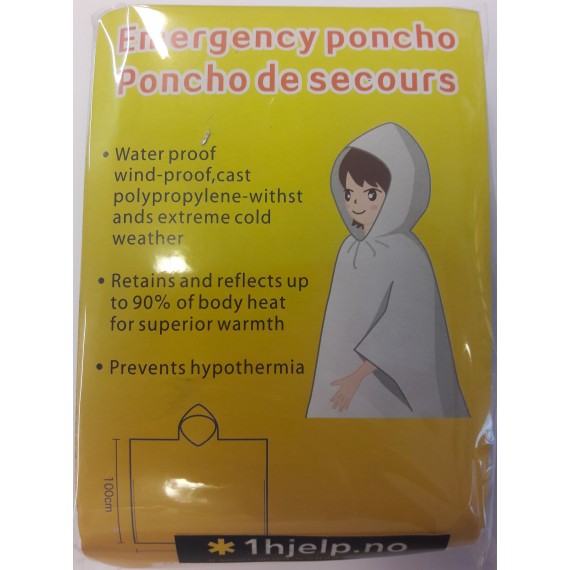 Emergency poncho
Poncho de secours
• Water proof
wind-proof,cast
polypropylene-withst
ands extreme cold
weather
• Retains and reflects up
to 90% of body heat
for superior warmth
• Prevents hypothermia
100cm
1hjelp.no